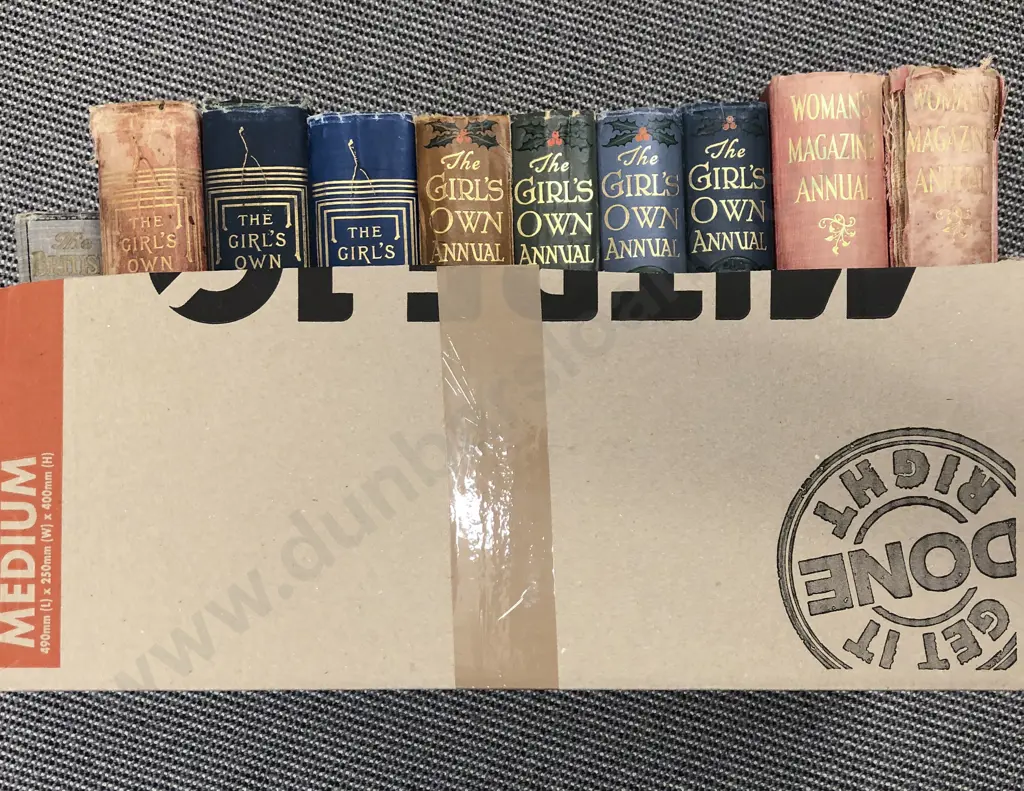 The
THE
GIRL'S
OWN
THE
GIRL'S
OWN
THE
GIRL'S
The
GIRL'S
OWN
ANNUAL
The
GIRL'S
OWN
ANNUAL
The
GIRL'S
OWN
ANNUAL
The
GIRL'S
OWN
ANNUAL
WOMAN'S
MAGAZINE
ANNUAL
WOMAN'S
MAGAZINE
ANNUAL
MEDIUM
490mm (L) x 250mm (W) x 400mm (H)
GET IT
DONE
RIGHT